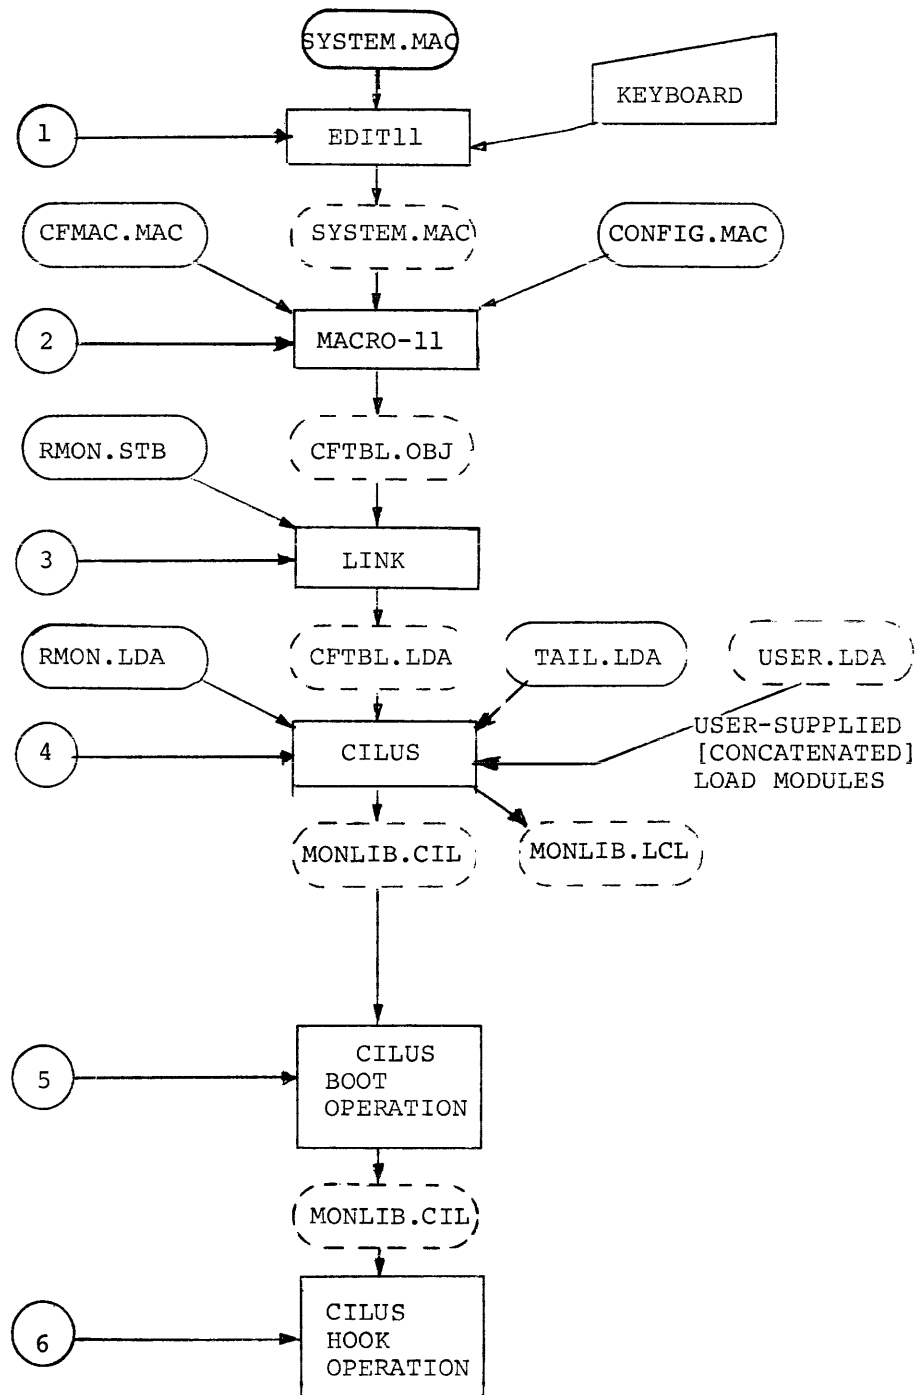 SYSTEM.MAC
KEYBOARD
1
EDIT11
CFMAC.MAC
SYSTEM.MAC
CONFIG.MAC
2
MACRO-11
RMON.STB
CFTBL.OBJ
3
LINK
RMON.LDA
CFTBL.LDA
TAIL.LDA
USER.LDA
4
CILUS
USER-SUPPLIED
[CONCATENATED]
LOAD MODULES
MONLIB.CIL
MONLIB.LCL
5
CILUS
BOOT
OPERATION
MONLIB.CIL
6
CILUS
HOOK
OPERATION